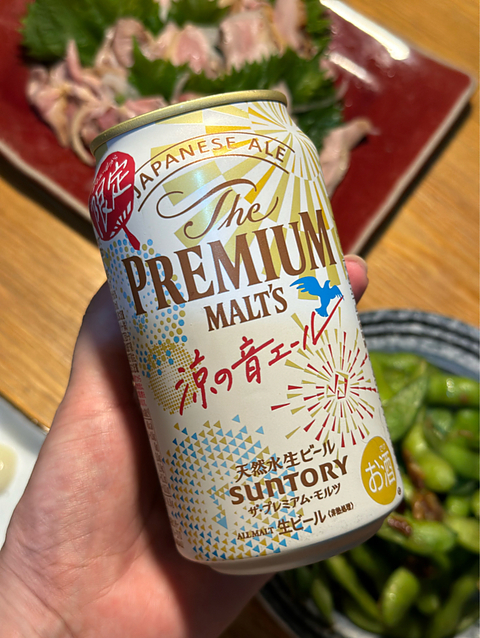 限定
JAPANESE ALE
The
PREMIUM
MALT'S
涼の音エール
天然水生ビール
SUNTORY
ザ・プレミアム・モルツ
ALL MALT 生ビール(非熱処理)
お酒